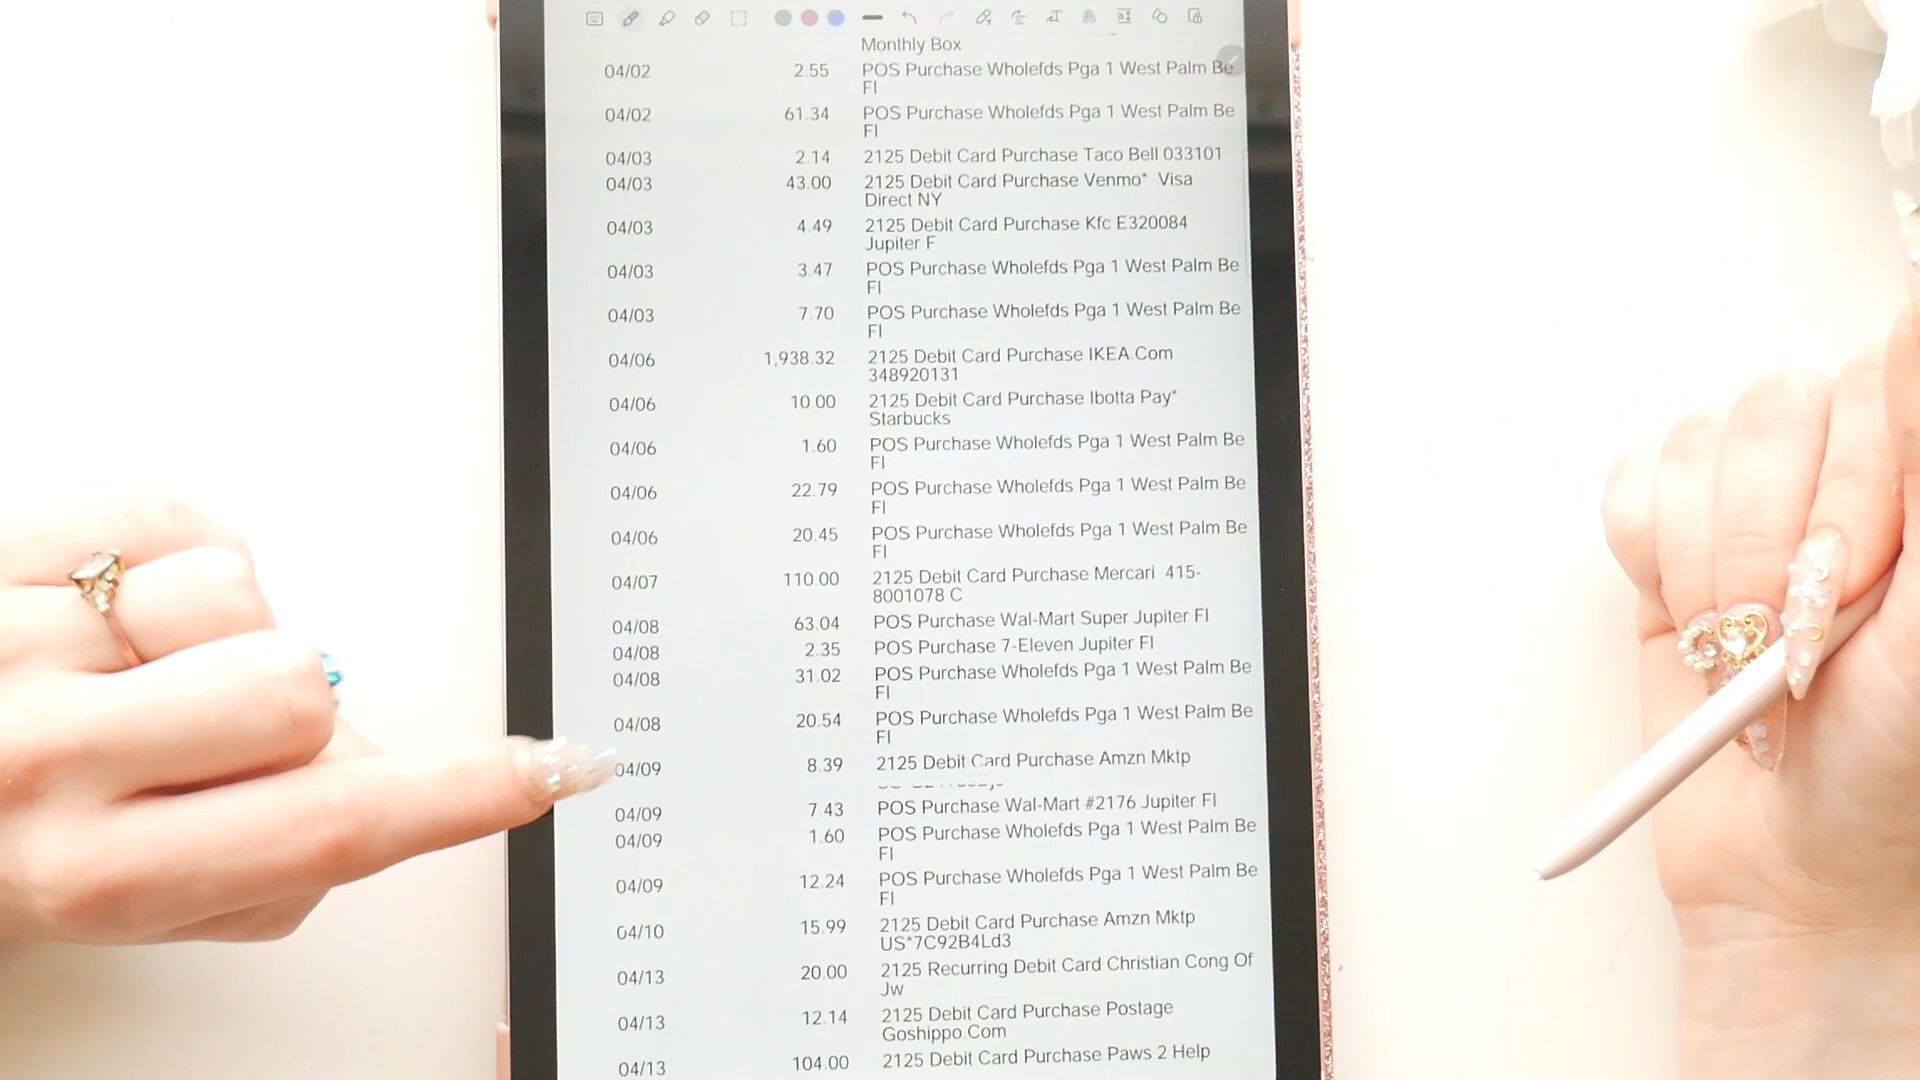 Monthly Box
04/02 2.55 POS Purchase Wholefds Pga 1 West Palm Be
Fl
04/02 61.34 POS Purchase Wholefds Pga 1 West Palm Be
Fl
04/03 2.14 2125 Debit Card Purchase Taco Bell 033101
04/03 43.00 2125 Debit Card Purchase Venmo* Visa
Direct NY
04/03 4.49 2125 Debit Card Purchase Kfc E320084
Jupiter F
04/03 3.47 POS Purchase Wholefds Pga 1 West Palm Be
Fl
04/03 7.70 POS Purchase Wholefds Pga 1 West Palm Be
Fl
04/06 1,938.32 2125 Debit Card Purchase IKEA.Com
348920131
04/06 10.00 2125 Debit Card Purchase Ibotta Pay*
Starbucks
04/06 1.60 POS Purchase Wholefds Pga 1 West Palm Be
Fl
04/06 22.79 POS Purchase Wholefds Pga 1 West Palm Be
Fl
04/06 20.45 POS Purchase Wholefds Pga 1 West Palm Be
Fl
04/07 110.00 2125 Debit Card Purchase Mercari 415-
8001078 C
04/08 63.04 POS Purchase Wal-Mart Super Jupiter Fl
04/08 2.35 POS Purchase 7-Eleven Jupiter Fl
04/08 31.02 POS Purchase Wholefds Pga 1 West Palm Be
Fl
04/08 20.54 POS Purchase Wholefds Pga 1 West Palm Be
Fl
04/09 8.39 2125 Debit Card Purchase Amzn Mktp
04/09 7.43 POS Purchase Wal-Mart #2176 Jupiter Fl
04/09 1.60 POS Purchase Wholefds Pga 1 West Palm Be
Fl
04/09 12.24 POS Purchase Wholefds Pga 1 West Palm Be
Fl
04/10 15.99 2125 Debit Card Purchase Amzn Mktp
US*7C92B4Ld3
04/13 20.00 2125 Recurring Debit Card Christian Cong Of
Jw
04/13 12.14 2125 Debit Card Purchase Postage
Goshippo.Com
04/13 104.00 2125 Debit Card Purchase Paws 2 Help